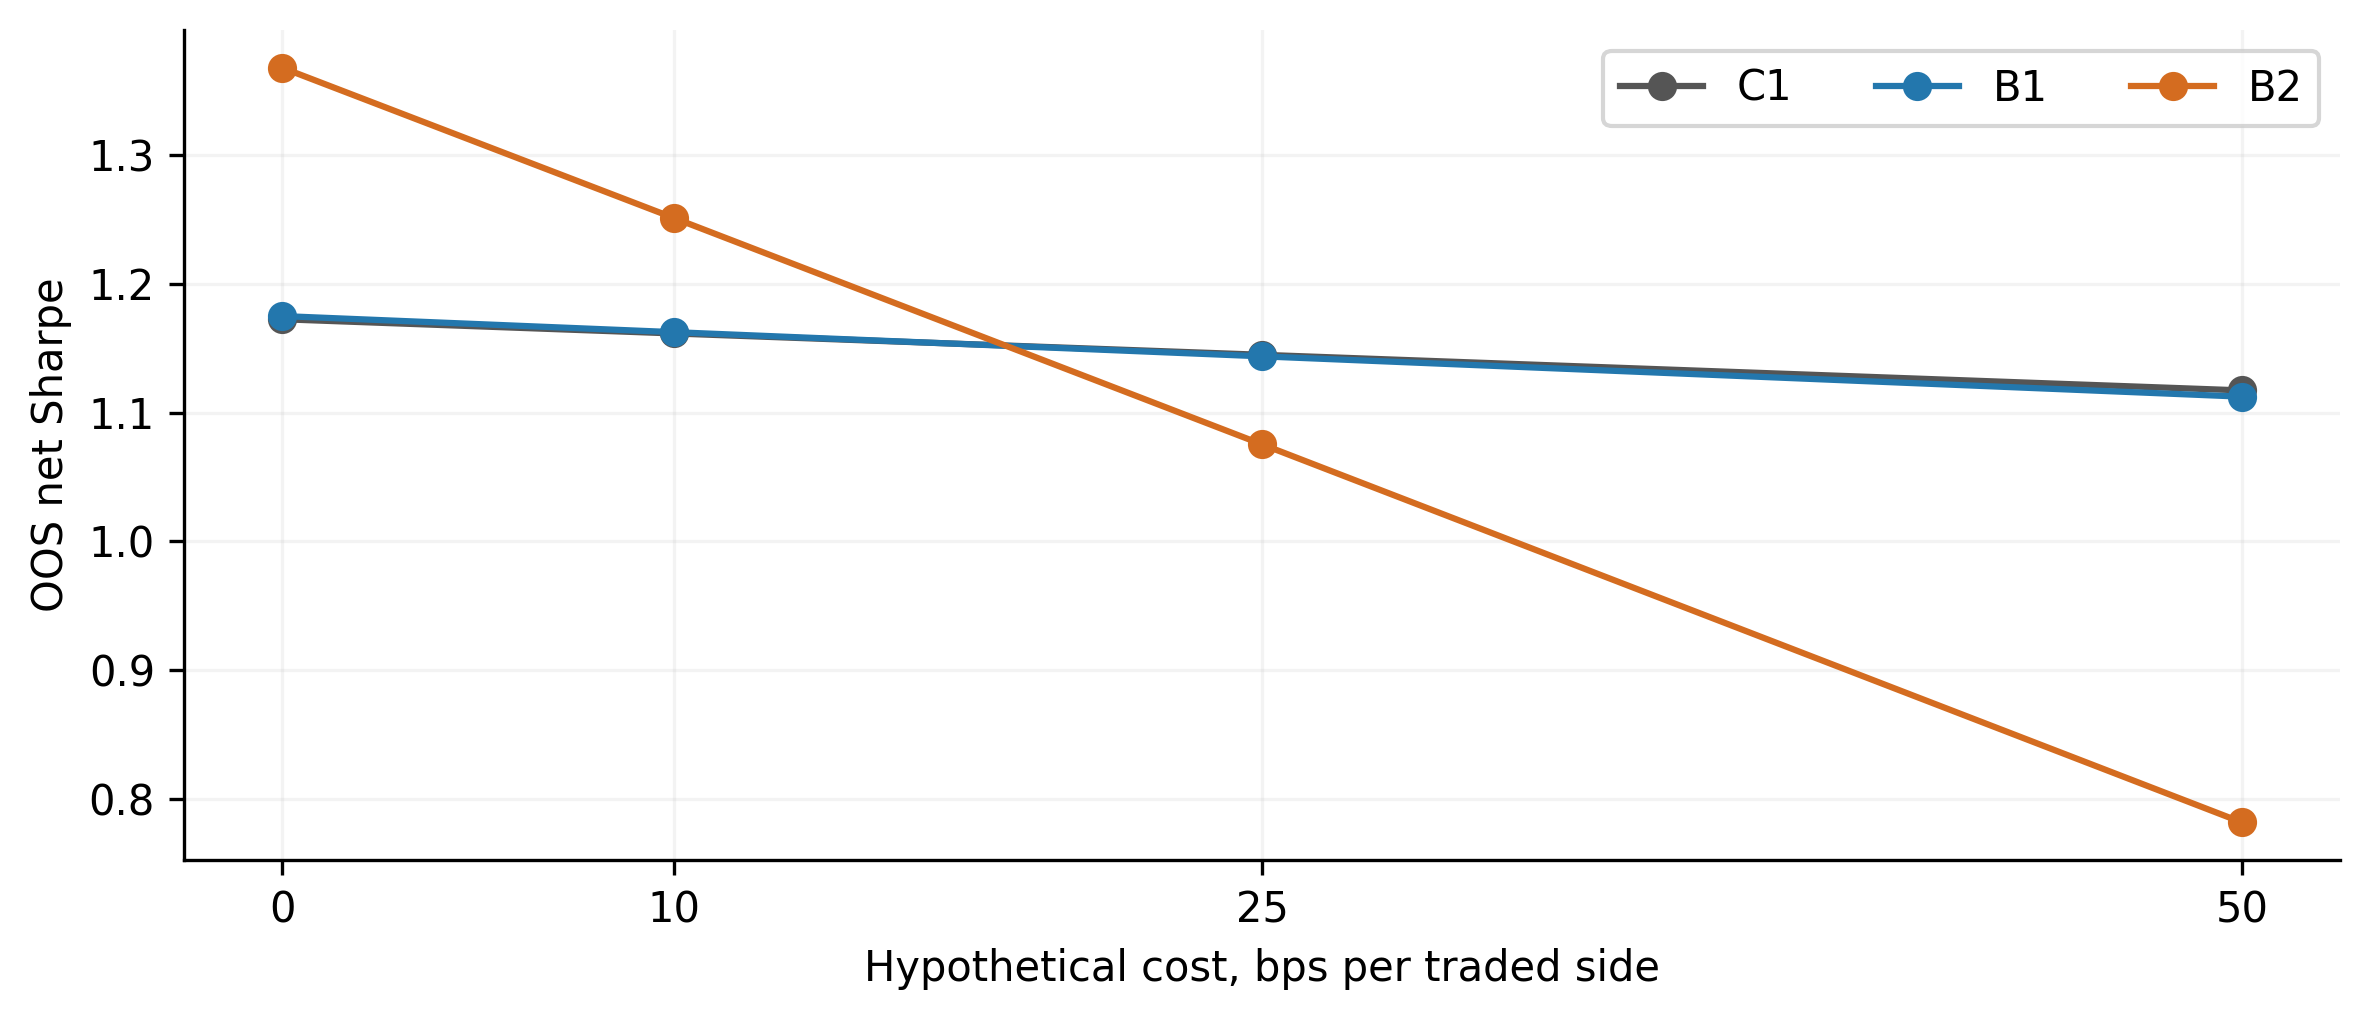 C1 B1 B2
1.3
1.2
1.1
1.0
0.9
0.8
OOS net Sharpe
0 10 25 50
Hypothetical cost, bps per traded side